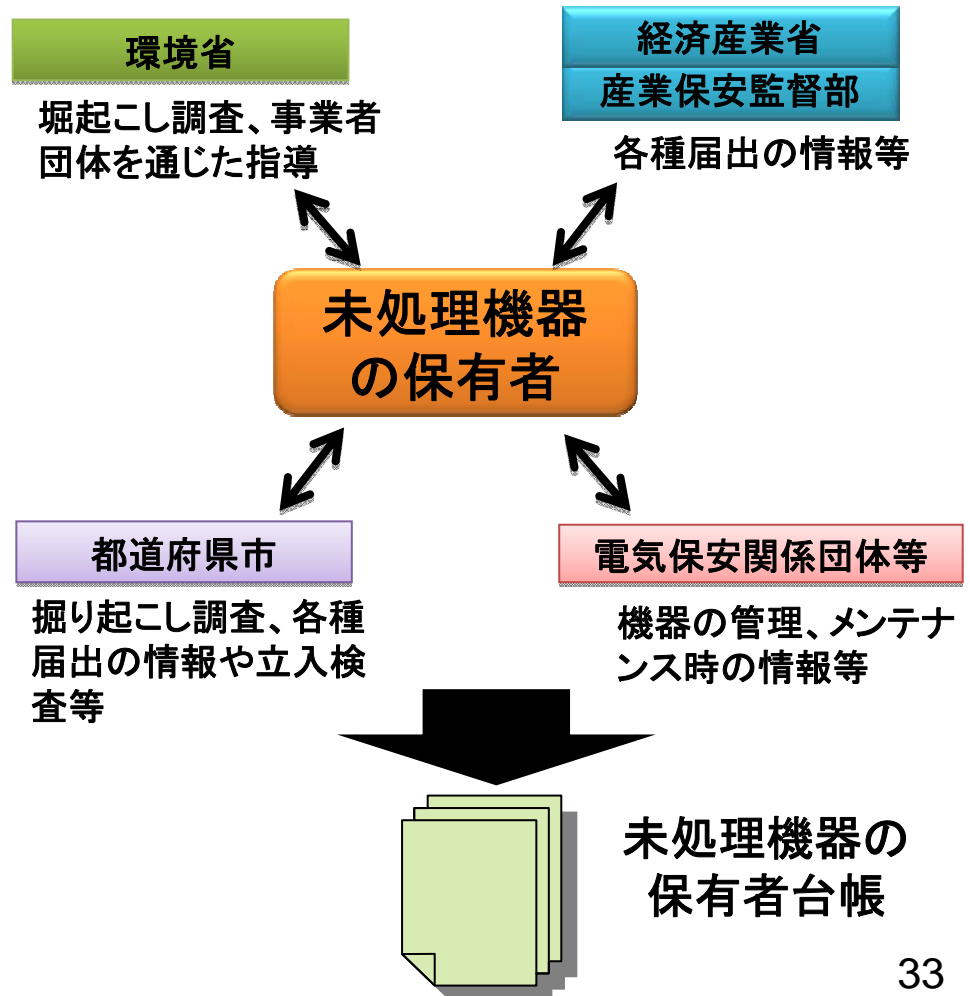 環境省
堀起こし調査、事業者
団体を通じた指導
経済産業省
産業保安監督部
各種届出の情報等
未処理機器
の保有者
都道府県市
掘り起こし調査、各種
届出の情報や立入検
査等
電気保安関係団体等
機器の管理、メンテナ
ンス時の情報等
未処理機器の
保有者台帳
33